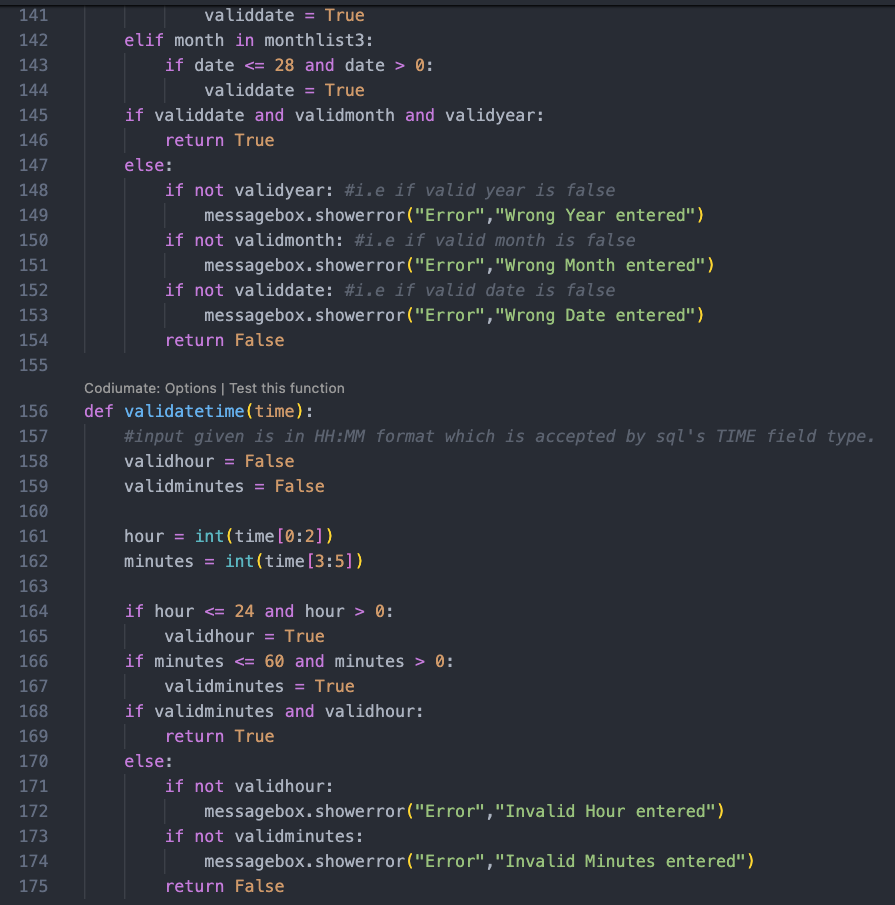 141             validdate = True
142     elif month in monthlist3:
143         if date <= 28 and date > 0:
144             validdate = True
145     if validdate and validmonth and validyear:
146         return True
147     else:
148         if not validyear: #i.e if valid year is false
149             messagebox.showerror("Error","Wrong Year entered")
150         if not validmonth: #i.e if valid month is false
151             messagebox.showerror("Error","Wrong Month entered")
152         if not validdate: #i.e if valid date is false
153             messagebox.showerror("Error","Wrong Date entered")
154         return False
155
Codiumate: Options | Test this function
156 def validatetime(time):
157     #input given is in HH:MM format which is accepted by sql's TIME field type.
158     validhour = False
159     validminutes = False
160
161     hour = int(time[0:2])
162     minutes = int(time[3:5])
163
164     if hour <= 24 and hour > 0:
165         validhour = True
166     if minutes <= 60 and minutes > 0:
167         validminutes = True
168     if validminutes and validhour:
169         return True
170     else:
171         if not validhour:
172             messagebox.showerror("Error","Invalid Hour entered")
173         if not validminutes:
174             messagebox.showerror("Error","Invalid Minutes entered")
175         return False